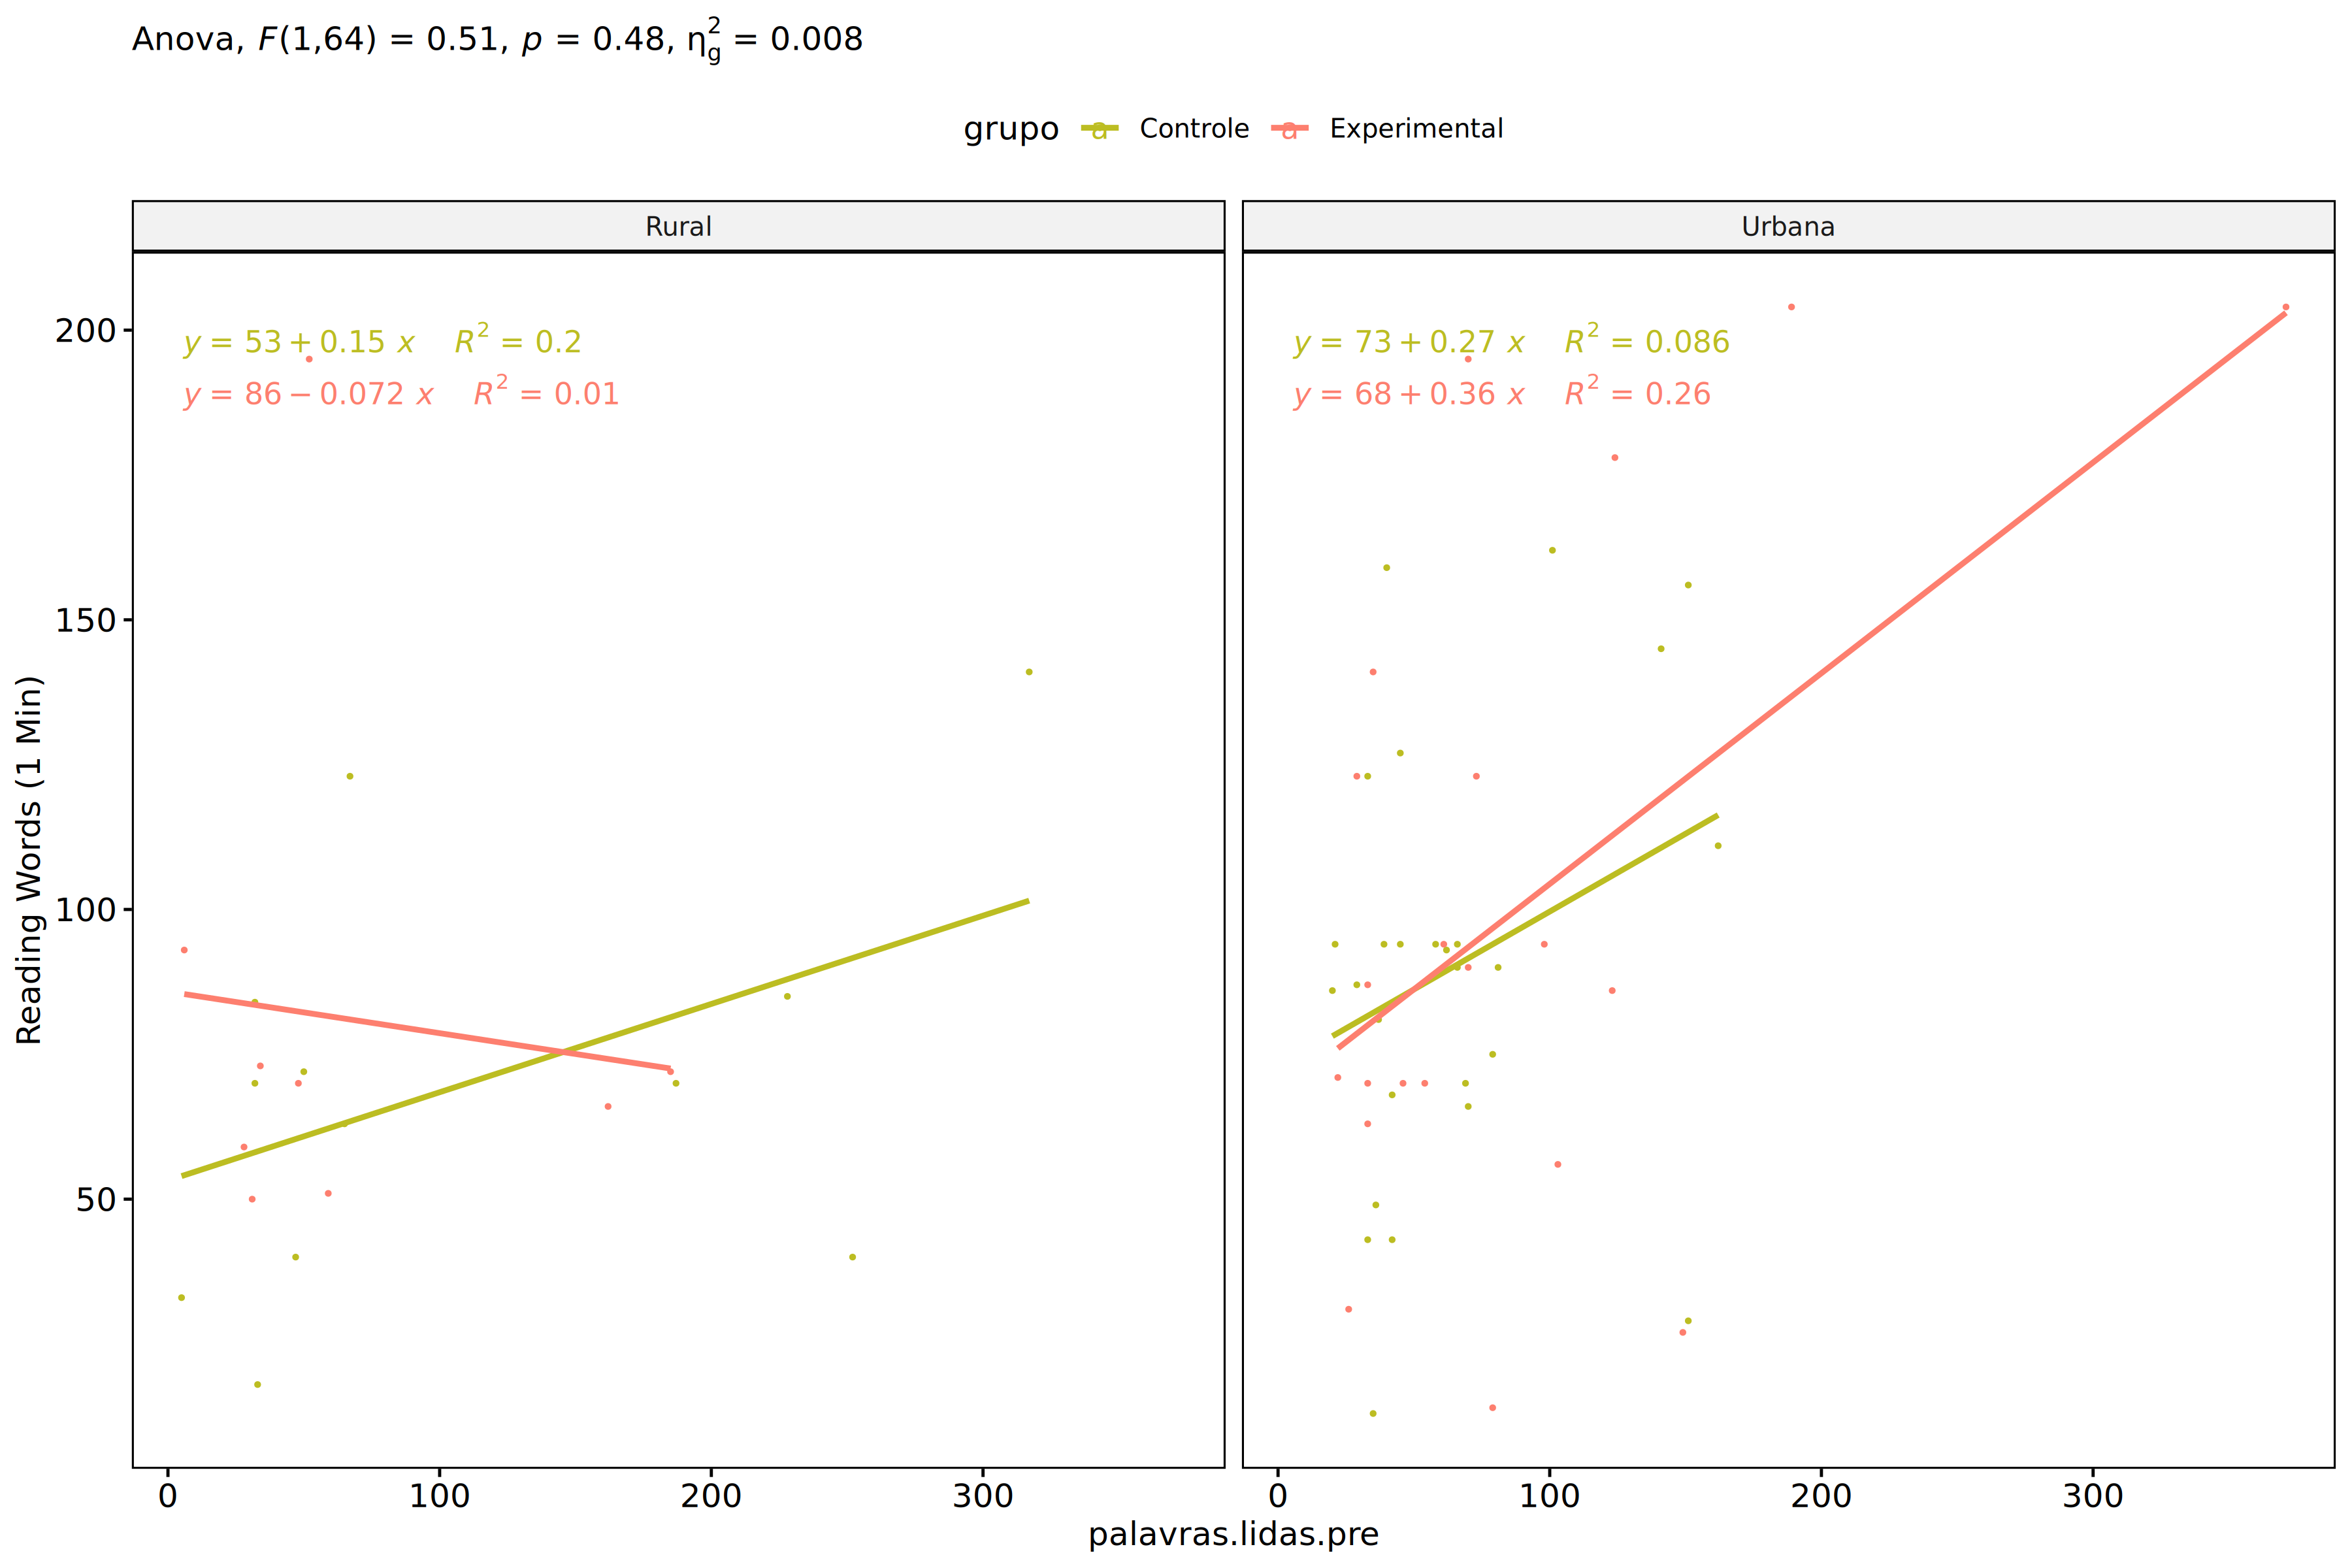 Anova, F(1,64) = 0.51, p = 0.48, η²g = 0.008
grupo a Controle a Experimental
Rural
Urbana
y = 53 + 0.15 x R² = 0.2
y = 86 − 0.072 x R² = 0.01
y = 73 + 0.27 x R² = 0.086
y = 68 + 0.36 x R² = 0.26
Reading Words (1 Min)
200
150
100
50
0 100 200 300
0 100 200 300
palavras.lidas.pre